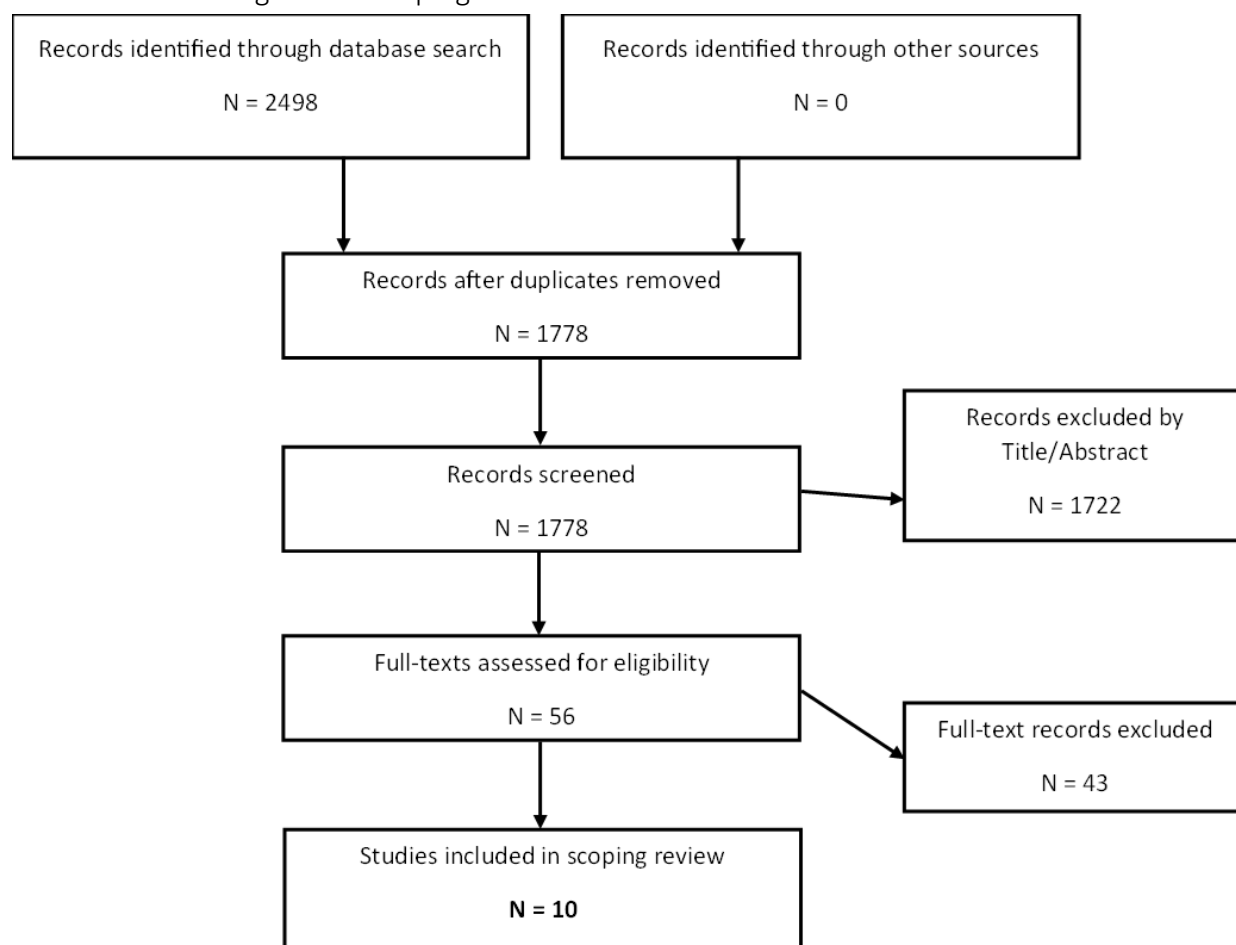 Records identified through database search
N = 2498
Records identified through other sources
N = 0
Records after duplicates removed
N = 1778
Records screened
N = 1778
Records excluded by
Title/Abstract
N = 1722
Full-texts assessed for eligibility
N = 56
Full-text records excluded
N = 43
Studies included in scoping review
N = 10